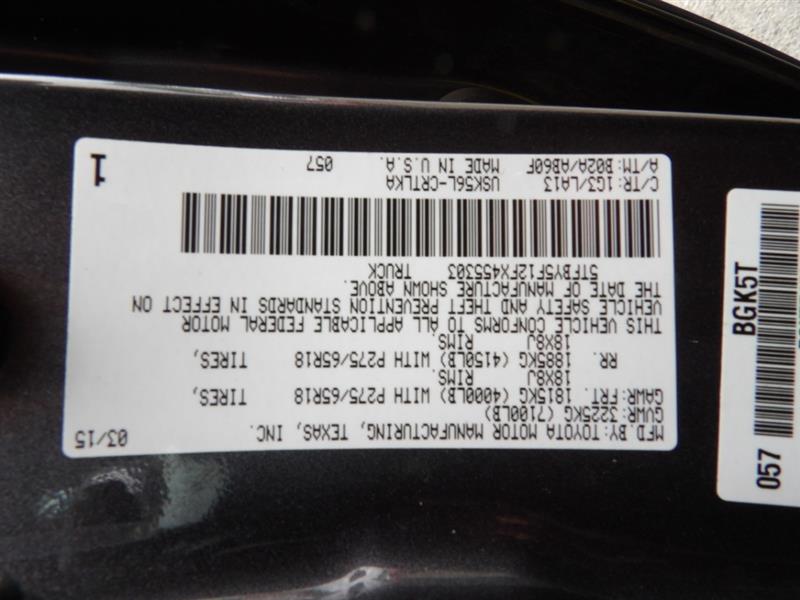 MFD.BY:TOYOTA MOTOR MANUFACTURING, TEXAS, INC. 03/15
GVWR: 3225KG (7100LB)
GAWR:FRT. 1815KG (4000LB) WITH P275/65R18 TIRES,
18X8J RIMS
RR. 1885KG (4150LB) WITH P275/65R18 TIRES,
18X8J RIMS
THIS VEHICLE CONFORMS TO ALL APPLICABLE FEDERAL MOTOR
VEHICLE SAFETY AND THEFT PREVENTION STANDARDS IN EFFECT ON
THE DATE OF MANUFACTURE SHOWN ABOVE.
5TFBY5F12FX455303 TRUCK
C/TR:1G3/LA13 USK56L-CRTLKA
A/TM:B02A/AB60F MADE IN U.S.A. 057
1
BGK5T
057